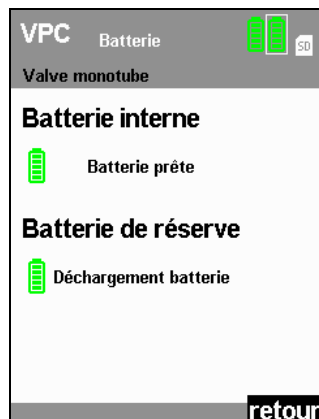 VPC Batterie
SD
Valve monotube
Batterie interne
Batterie prête
Batterie de réserve
Déchargement batterie
retour